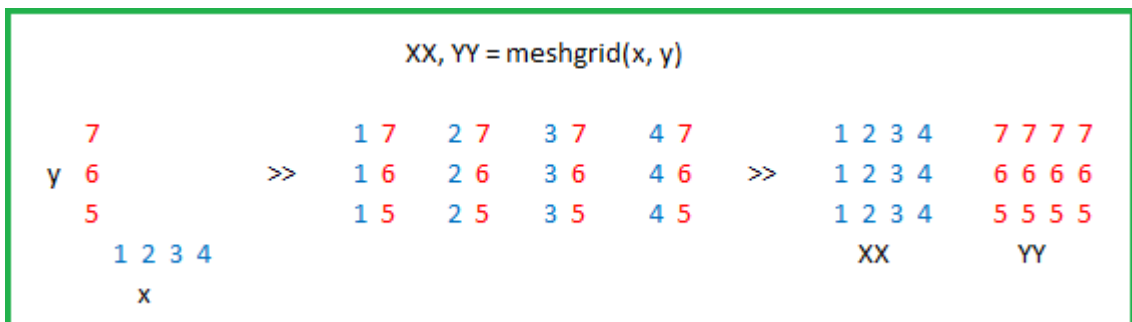 XX, YY = meshgrid(x, y)
7 1 7 2 7 3 7 4 7 1 2 3 4 7 7 7 7
y 6 >> 1 6 2 6 3 6 4 6 >> 1 2 3 4 6 6 6 6
5 1 5 2 5 3 5 4 5 1 2 3 4 5 5 5 5
1 2 3 4 XX YY
x